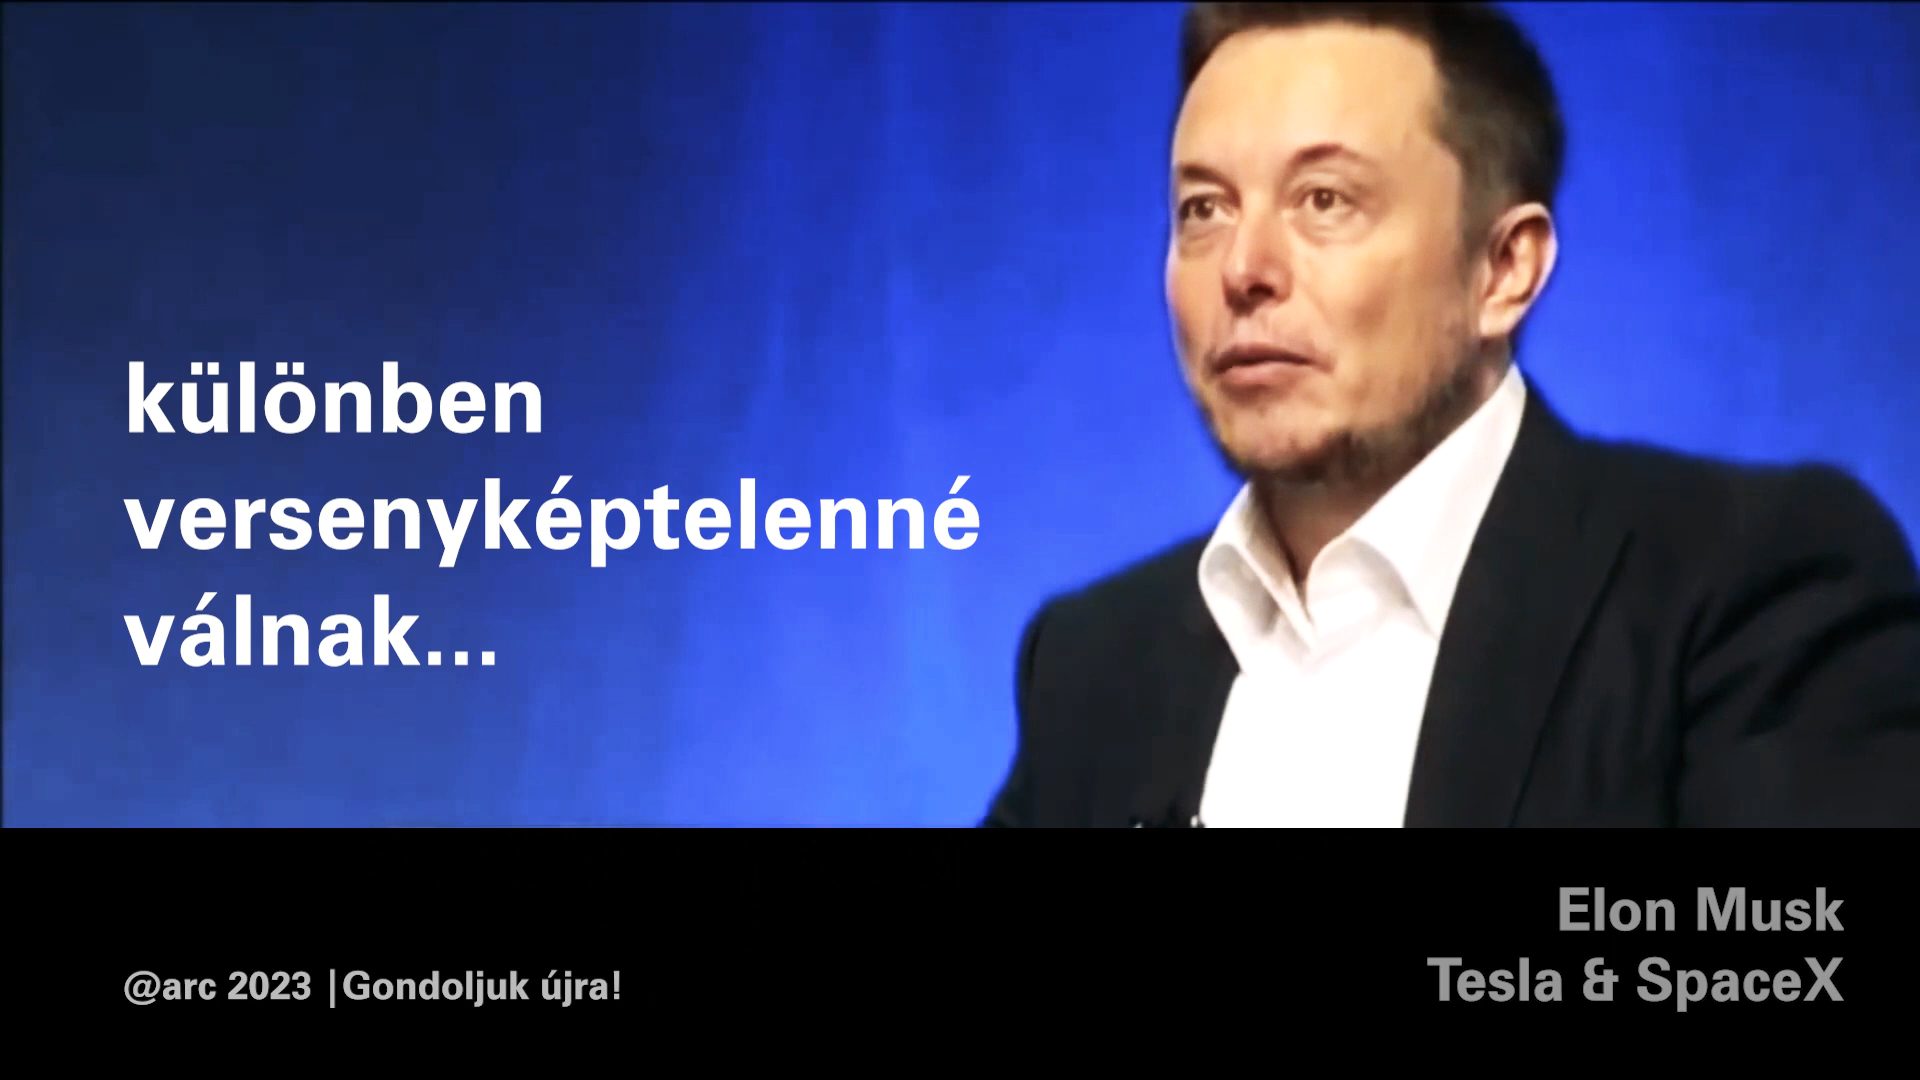 különben
versenyképtelenné
válnak...
Elon Musk
Tesla & SpaceX
@arc 2023 |Gondoljuk újra!